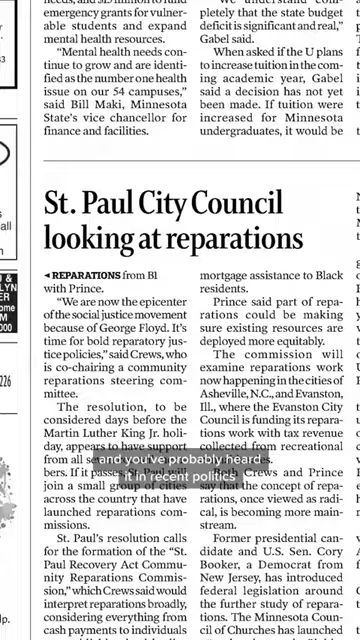 needs, and $15 million to fund
emergency grants for vulner-
able students and expand
mental health resources.
“Mental health needs con-
tinue to grow and are identi-
fied as the number one health
issue on our 54 campuses,”
said Bill Maki, Minnesota
State’s vice chancellor for
finance and facilities.
pletely that the state budget
deficit is significant and real,”
Gabel said.
When asked if the U plans
to increase tuition in the com-
ing academic year, Gabel
said a decision has not yet
been made. If tuition were
increased for Minnesota
undergraduates, it would be
St. Paul City Council
looking at reparations
◄ REPARATIONS from B1
with Prince.
“We are now the epicenter
of the social justice movement
because of George Floyd. It’s
time for bold reparatory jus-
tice policies,” said Crews, who
is co-chairing a community
reparations steering com-
mittee.
The resolution, to be
considered days before the
Martin Luther King Jr. holi-
day, appears to have support
from all
bers. If it passes, St. Paul will
join a small group of cities
across the country that have
launched reparations com-
missions.
St. Paul’s resolution calls
for the formation of the “St.
Paul Recovery Act Commu-
nity Reparations Commis-
sion,” which Crews said would
interpret reparations broadly,
considering everything from
cash payments to individuals
mortgage assistance to Black
residents.
Prince said part of repa-
rations could be making
sure existing resources are
deployed more equitably.
The commission will
examine reparations work
now happening in the cities of
Asheville, N.C., and Evanston,
Ill., where the Evanston City
Council is funding its repara-
tions work with tax revenue
collected from recreational
Both Crews and Prince
say that the concept of repa-
rations, once viewed as radi-
cal, is becoming more main-
stream.
Former presidential can-
didate and U.S. Sen. Cory
Booker, a Democrat from
New Jersey, has introduced
federal legislation around
the further study of repara-
tions. The Minnesota Coun-
cil of Churches has launched
and you've probably heard
it in recent politics